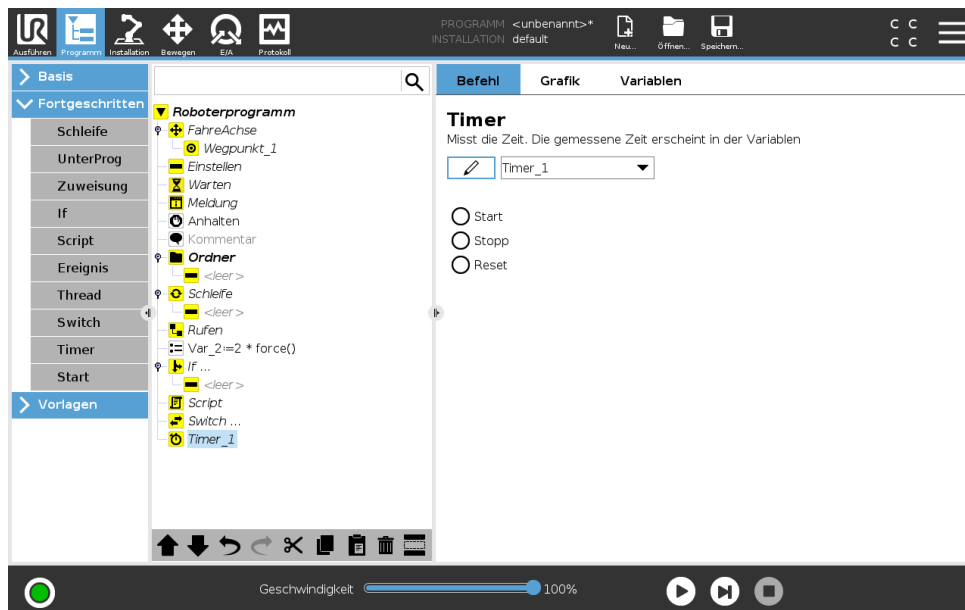 UR
PROGRAMM <unbenannt>*
INSTALLATION default
C C
C C
Ausführen Programm Installation Bewegen E/A Protokoll Neu... Öffnen... Speichern...
Basis
Fortgeschritten
Schleife
UnterProg
Zuweisung
If
Script
Ereignis
Thread
Switch
Timer
Start
Vorlagen
Roboterprogramm
FahreAchse
Wegpunkt_1
Einstellen
Warten
Meldung
Anhalten
Kommentar
Ordner
<leer>
Schleife
<leer>
Rufen
Var_2:=2 * force()
If ...
<leer>
Script
Switch ...
Timer_1
Befehl Grafik Variablen
Timer
Misst die Zeit. Die gemessene Zeit erscheint in der Variablen
Timer_1
Start
Stopp
Reset
Geschwindigkeit 100%